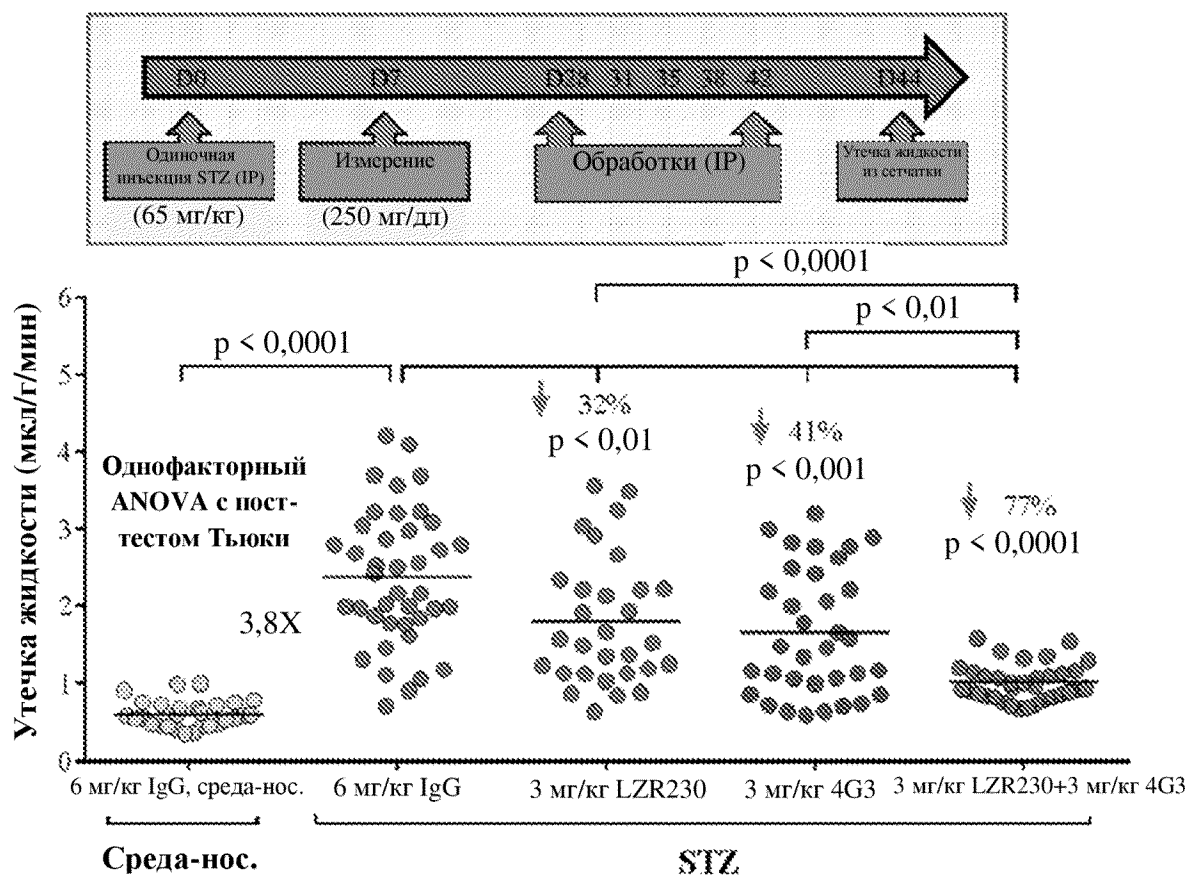 D0 D7 D28 31 35 38 42 D44
Одиночная
инъекция STZ (IP)
(65 мг/кг)
Измерение
(250 мг/дл)
Обработки (IP)
Утечка жидкости
из сетчатки
p < 0,0001
p < 0,01
p < 0,0001
Утечка жидкости (мкл/г/мин)
6
5
4
3
2
1
0
Однофакторный
ANOVA с пост-
тестом Тьюки
3,8X
32%
p < 0,01
41%
p < 0,001
77%
p < 0,0001
6 мг/кг IgG, среда-нос.
6 мг/кг IgG
3 мг/кг LZR230
3 мг/кг 4G3
3 мг/кг LZR230+3 мг/кг 4G3
Среда-нос.
STZ